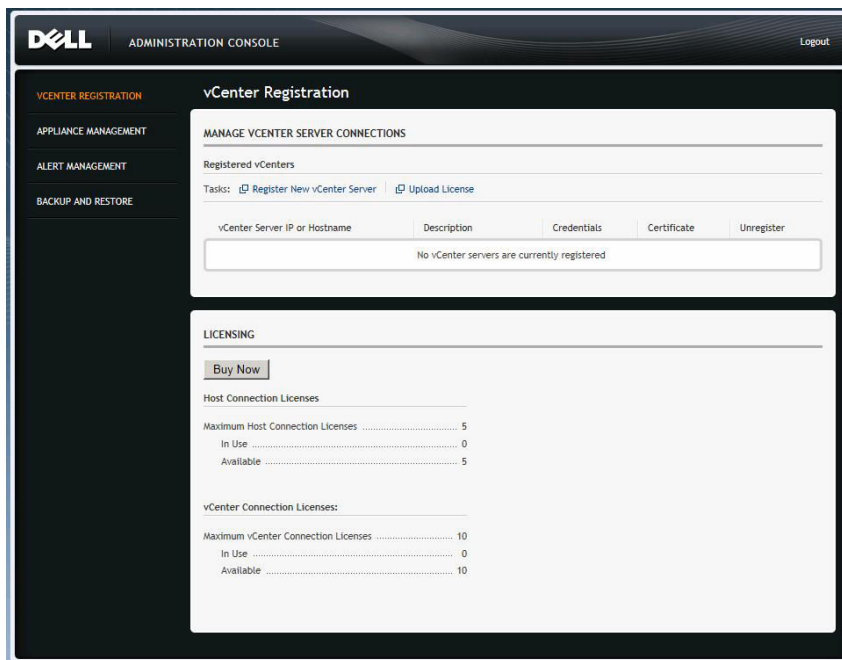 DELL ADMINISTRATION CONSOLE Logout
VCENTER REGISTRATION
APPLIANCE MANAGEMENT
ALERT MANAGEMENT
BACKUP AND RESTORE
vCenter Registration
MANAGE VCENTER SERVER CONNECTIONS
Registered vCenters
Tasks: Register New vCenter Server Upload License
vCenter Server IP or Hostname Description Credentials Certificate Unregister
No vCenter servers are currently registered
LICENSING
Buy Now
Host Connection Licenses
Maximum Host Connection Licenses ........................................ 5
In Use ........................................ 0
Available ........................................ 5
vCenter Connection Licenses:
Maximum vCenter Connection Licenses ................................ 10
In Use ........................................ 0
Available ........................................ 10